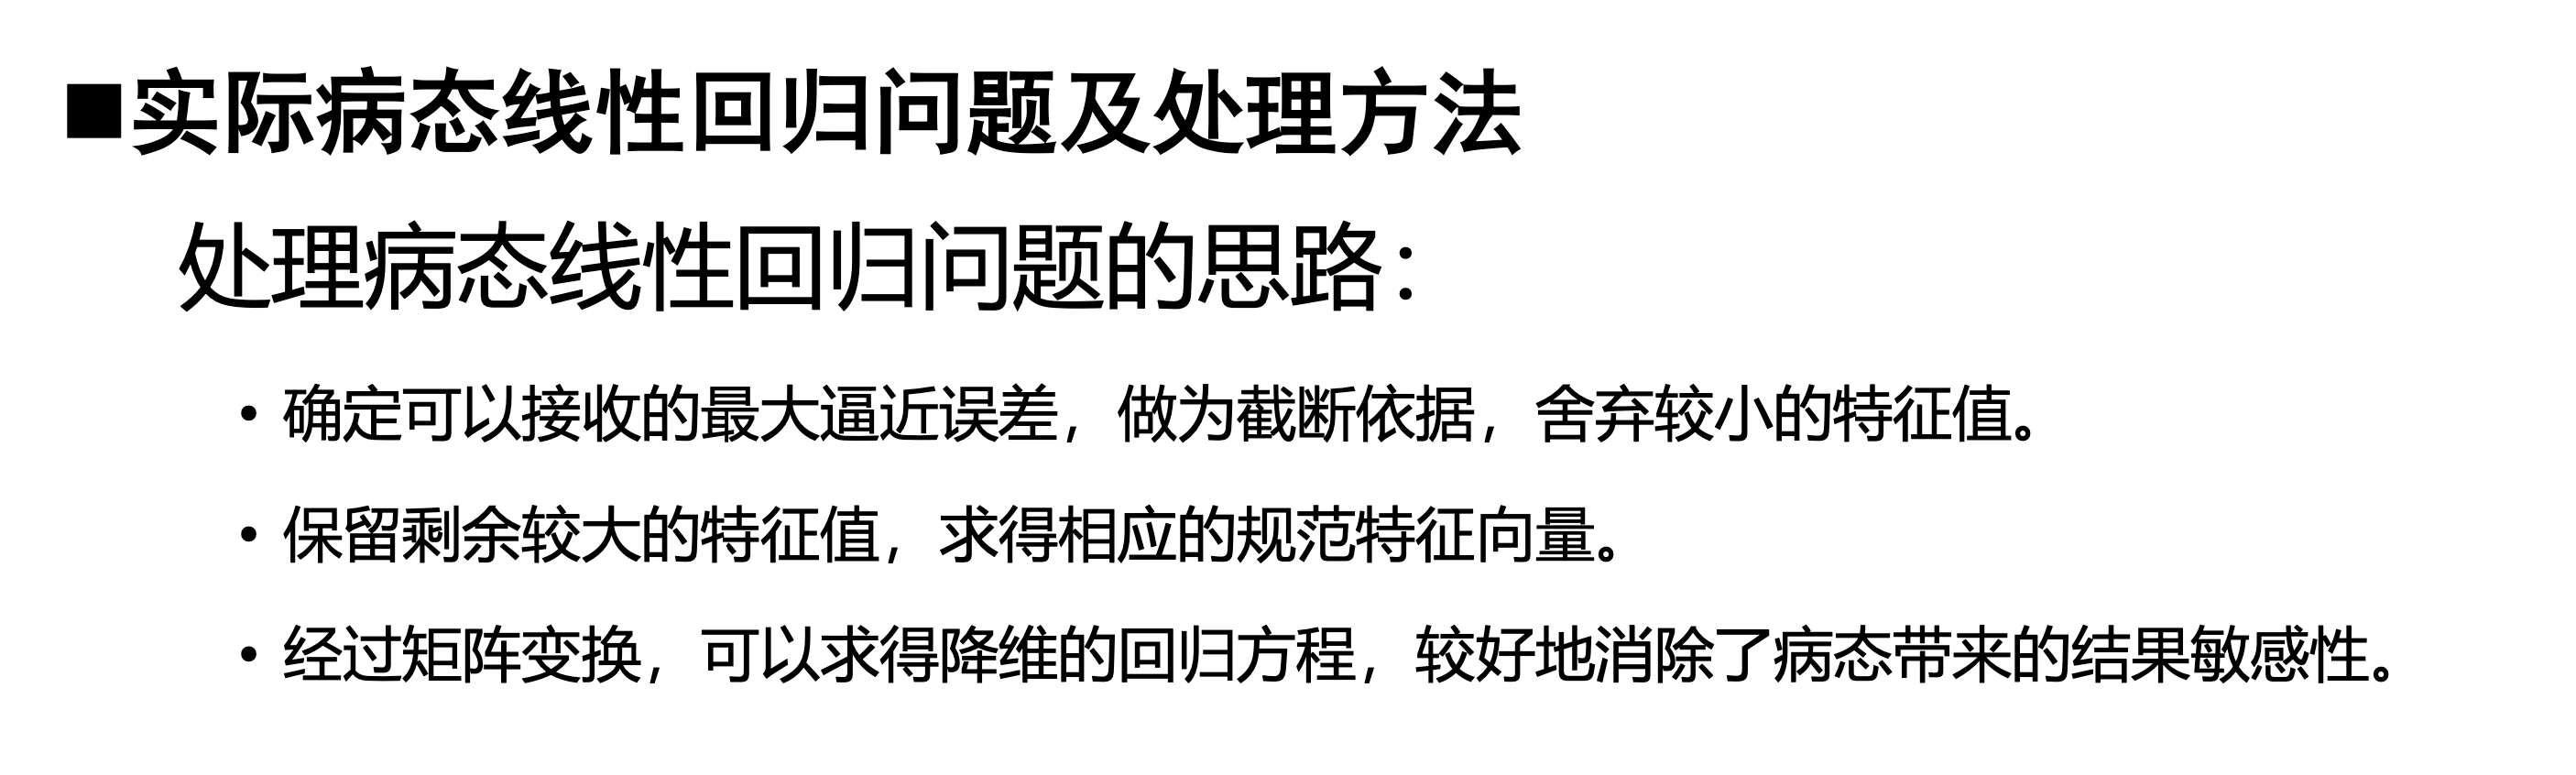 ■实际病态线性回归问题及处理方法
处理病态线性回归问题的思路：
• 确定可以接收的最大逼近误差，做为截断依据，舍弃较小的特征值。
• 保留剩余较大的特征值，求得相应的规范特征向量。
• 经过矩阵变换，可以求得降维的回归方程，较好地消除了病态带来的结果敏感性。